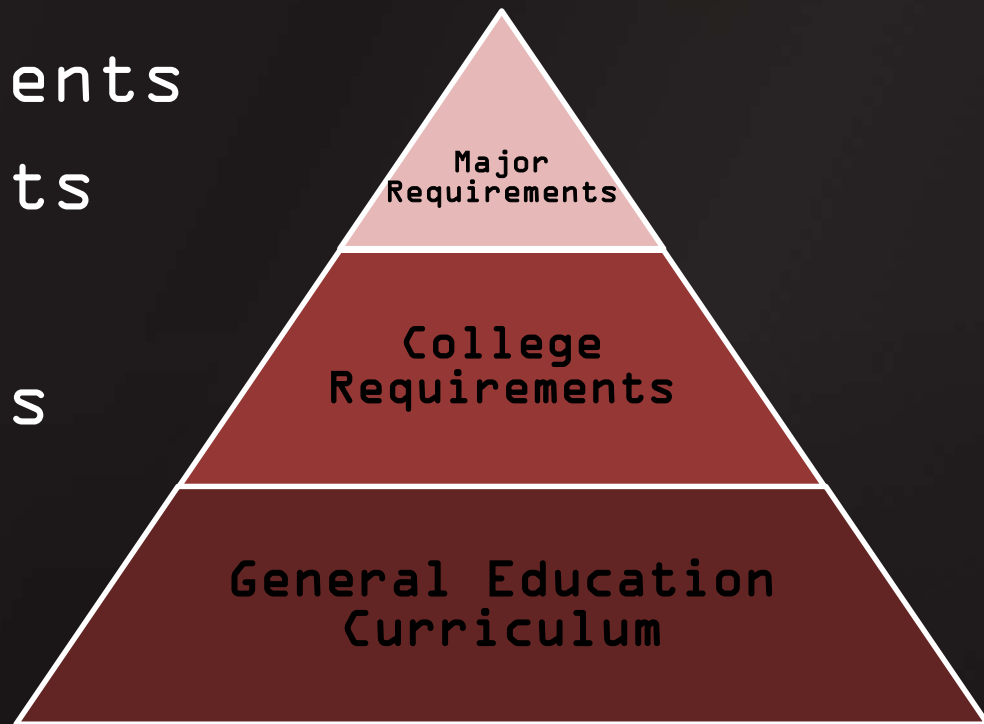 ents
ts
s
Major
Requirements
College
Requirements
General Education
Curriculum